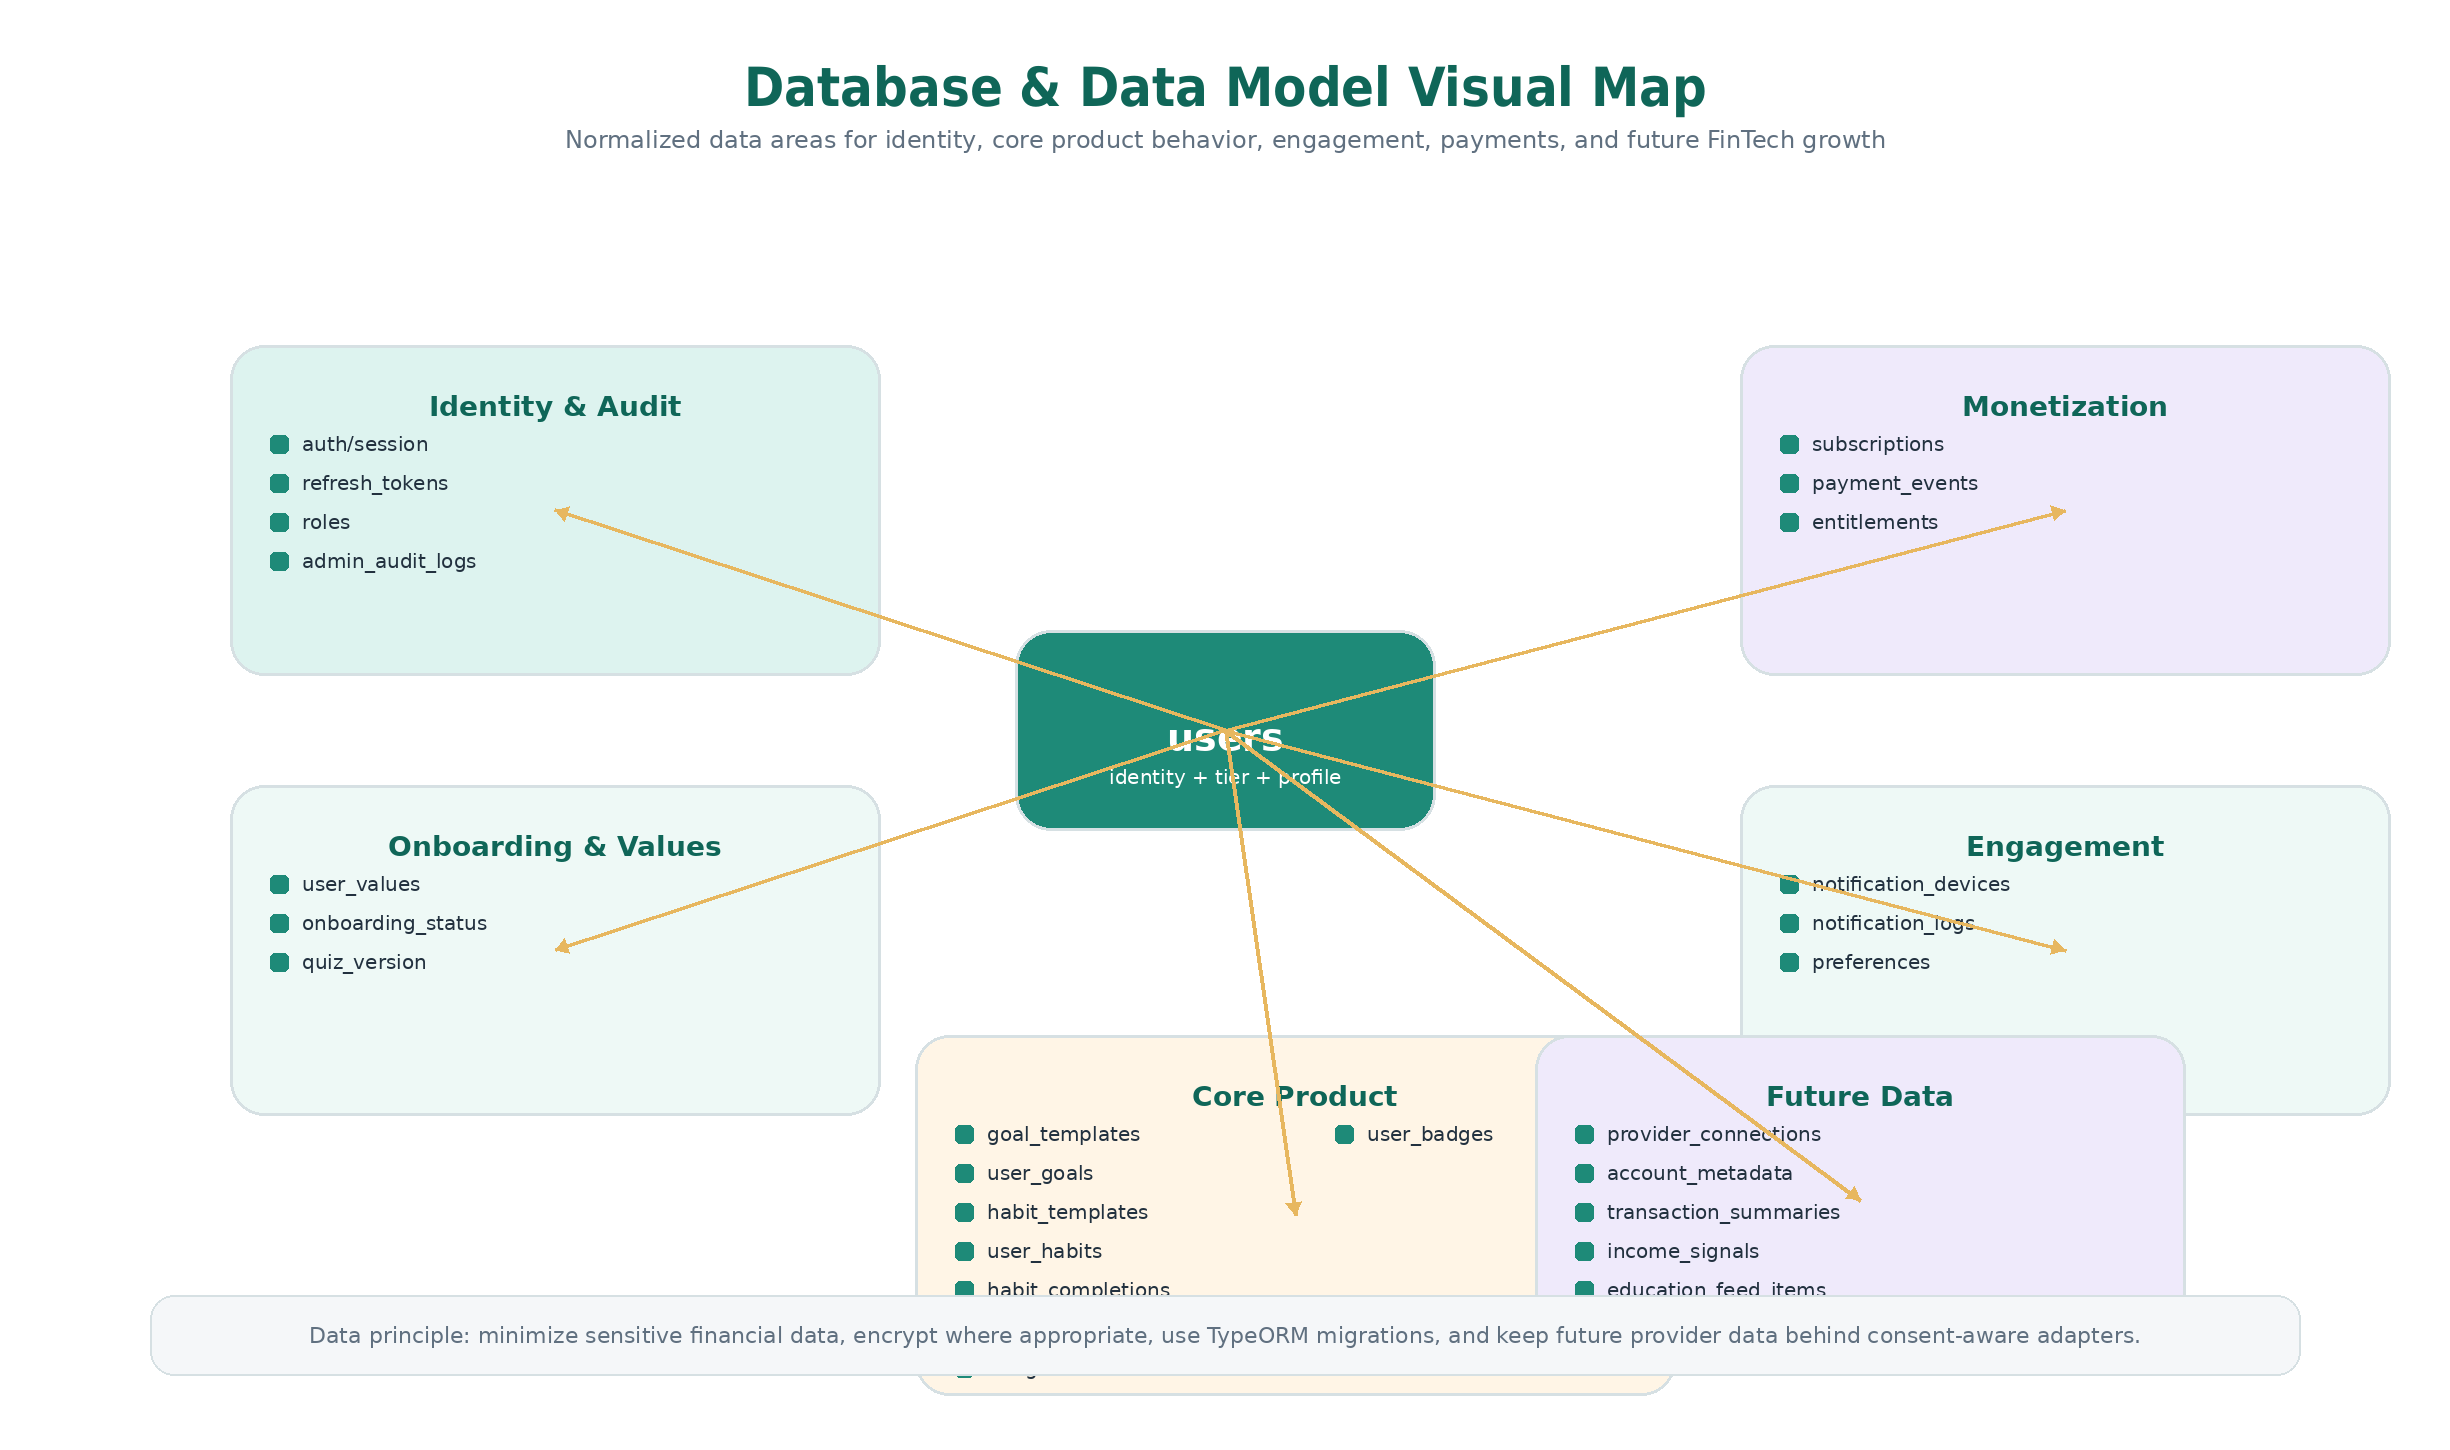 Database & Data Model Visual Map
Normalized data areas for identity, core product behavior, engagement, payments, and future FinTech growth
Identity & Audit
auth/session
refresh_tokens
roles
admin_audit_logs
Monetization
subscriptions
payment_events
entitlements
users
identity + tier + profile
Onboarding & Values
user_values
onboarding_status
quiz_version
Engagement
notification_devices
notification_logs
preferences
Core Product
goal_templates
user_goals
habit_templates
user_habits
habit_completions
user_badges
Future Data
provider_connections
account_metadata
transaction_summaries
income_signals
education_feed_items
Data principle: minimize sensitive financial data, encrypt where appropriate, use TypeORM migrations, and keep future provider data behind consent-aware adapters.